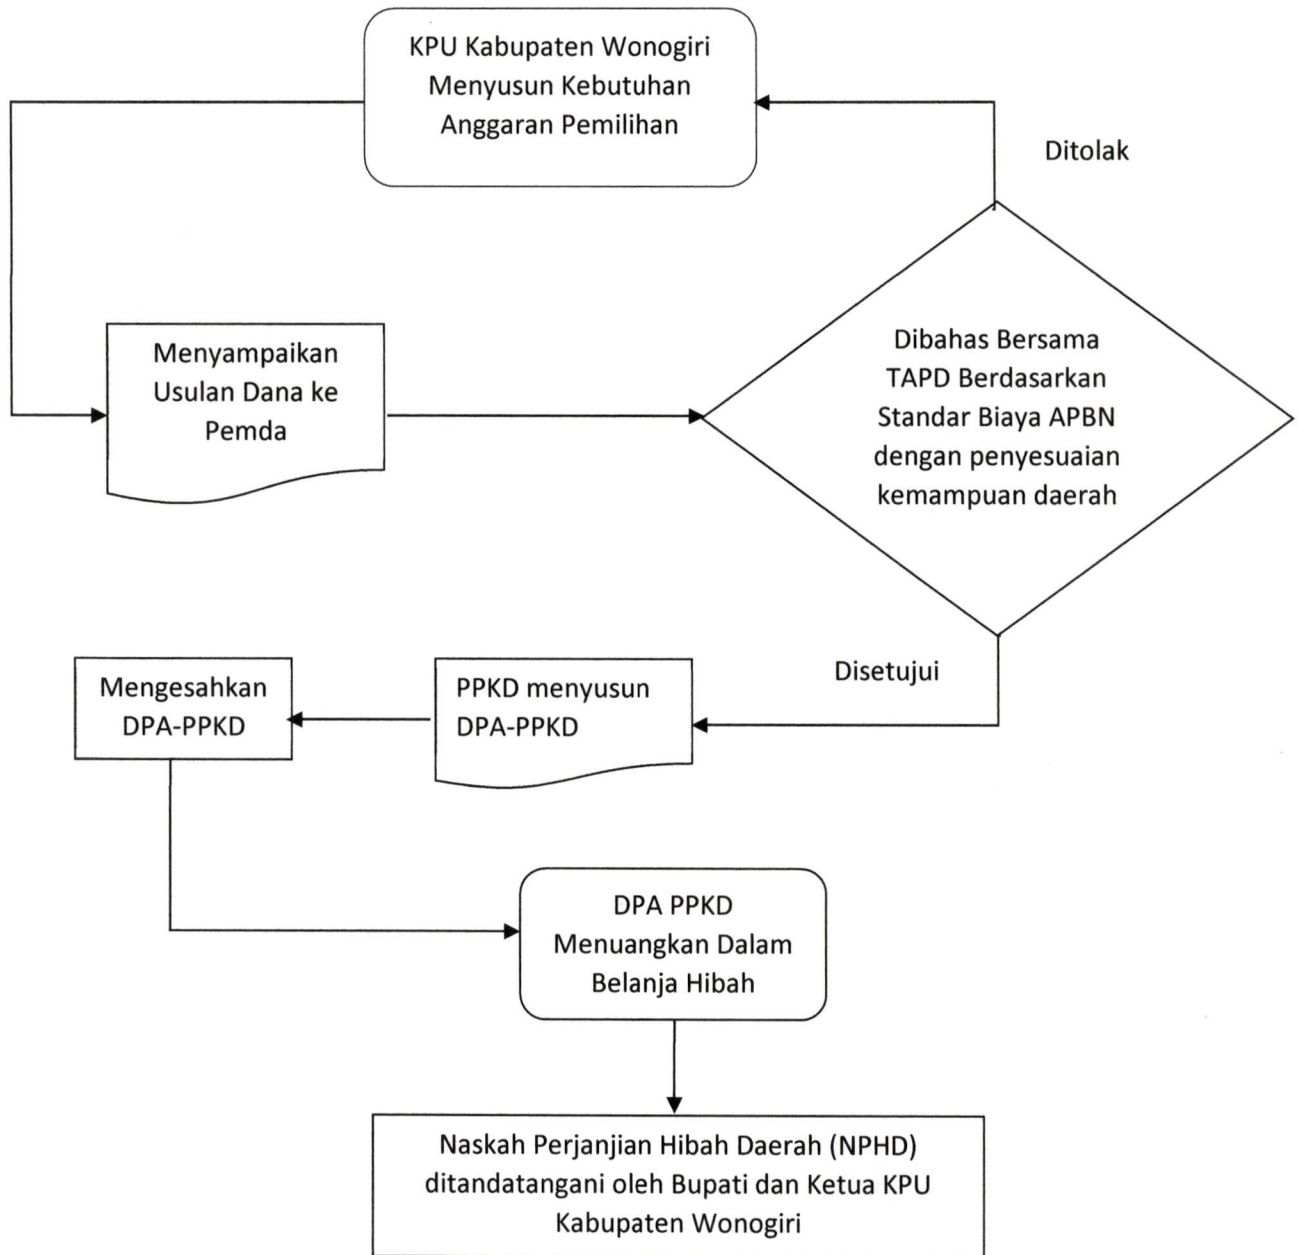 KPU Kabupaten Wonogiri
Menyusun Kebutuhan
Anggaran Pemilihan
Ditolak
Menyampaikan
Usulan Dana ke
Pemda
Dibahas Bersama
TAPD Berdasarkan
Standar Biaya APBN
dengan penyesuaian
kemampuan daerah
Disetujui
PPKD menyusun
DPA-PPKD
Mengesahkan
DPA-PPKD
DPA PPKD
Menuangkan Dalam
Belanja Hibah
Naskah Perjanjian Hibah Daerah (NPHD)
ditandatangani oleh Bupati dan Ketua KPU
Kabupaten Wonogiri